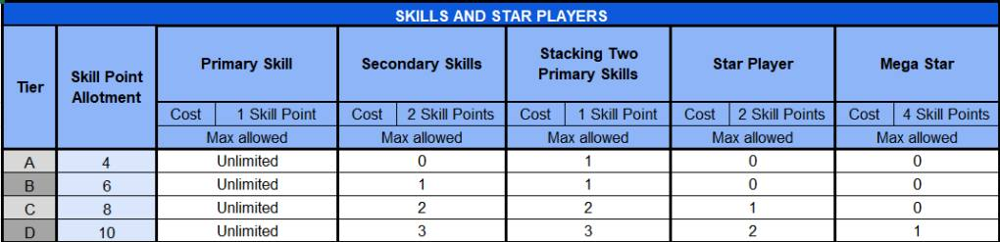 SKILLS AND STAR PLAYERS
Tier Skill Point Allotment Primary Skill Secondary Skills Stacking Two Primary Skills Star Player Mega Star
Cost 1 Skill Point Cost 2 Skill Points Cost 1 Skill Point Cost 2 Skill Points Cost 4 Skill Points
Max allowed Max allowed Max allowed Max allowed Max allowed
A 4 Unlimited 0 1 0 0
B 6 Unlimited 1 1 0 0
C 8 Unlimited 2 2 1 0
D 10 Unlimited 3 3 2 1